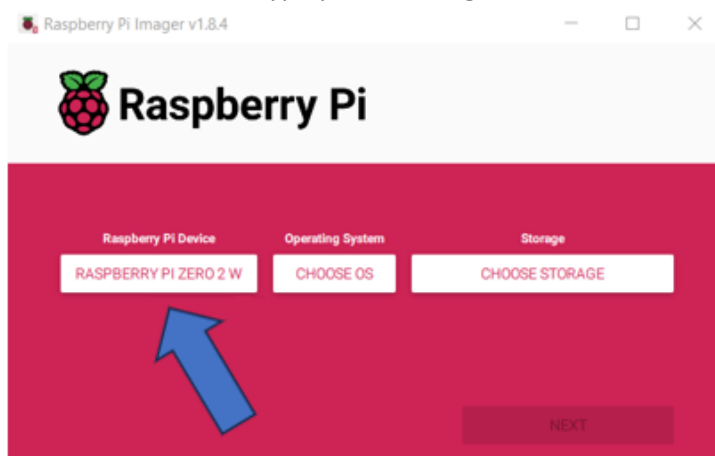 Raspberry Pi Imager v1.8.4
Raspberry Pi
Raspberry Pi Device
Operating System
Storage
RASPBERRY PI ZERO 2 W
CHOOSE OS
CHOOSE STORAGE
NEXT